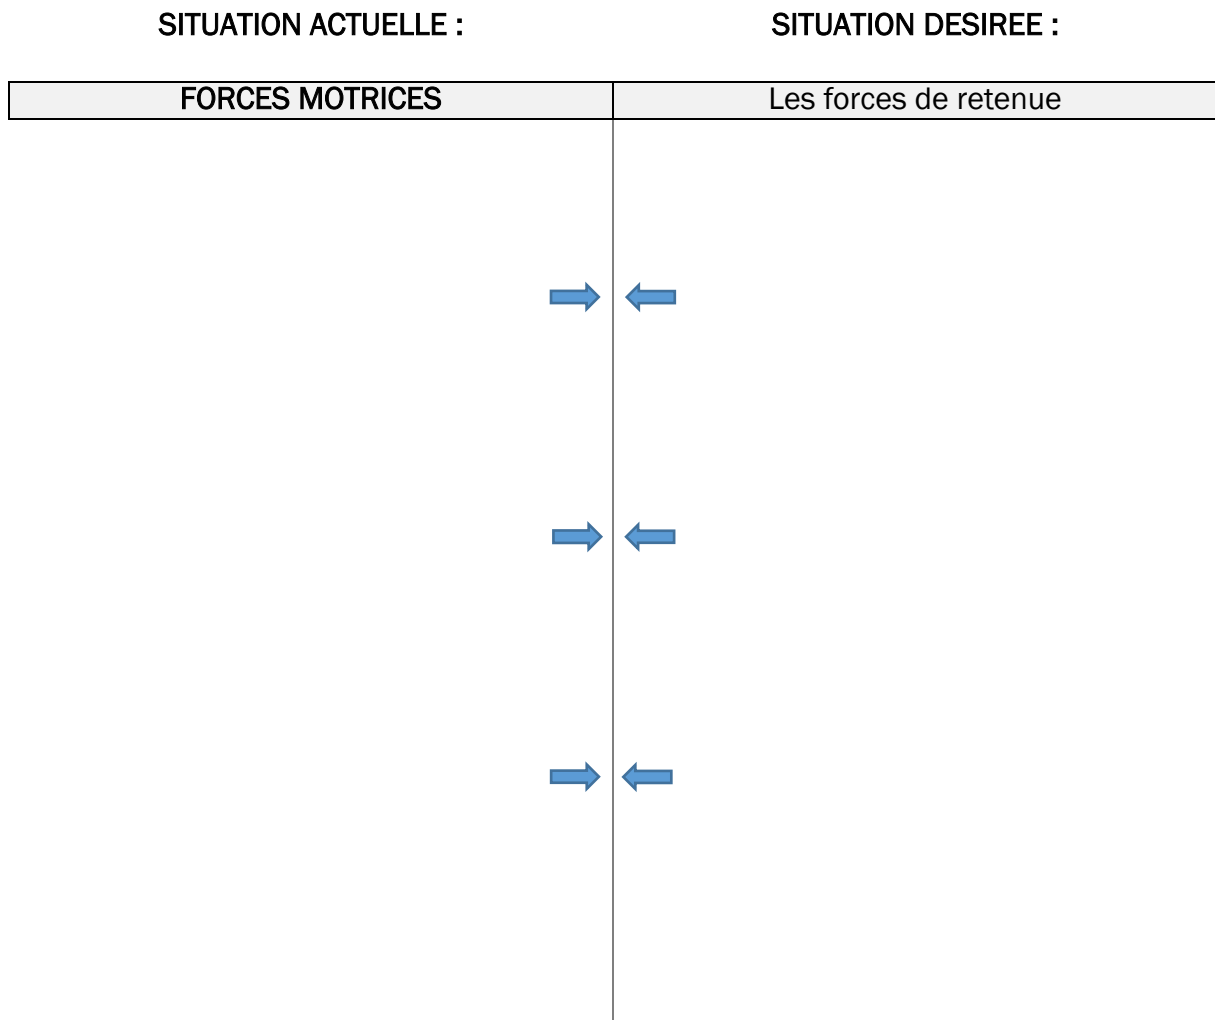 SITUATION ACTUELLE :
SITUATION DESIREE :
FORCES MOTRICES
Les forces de retenue